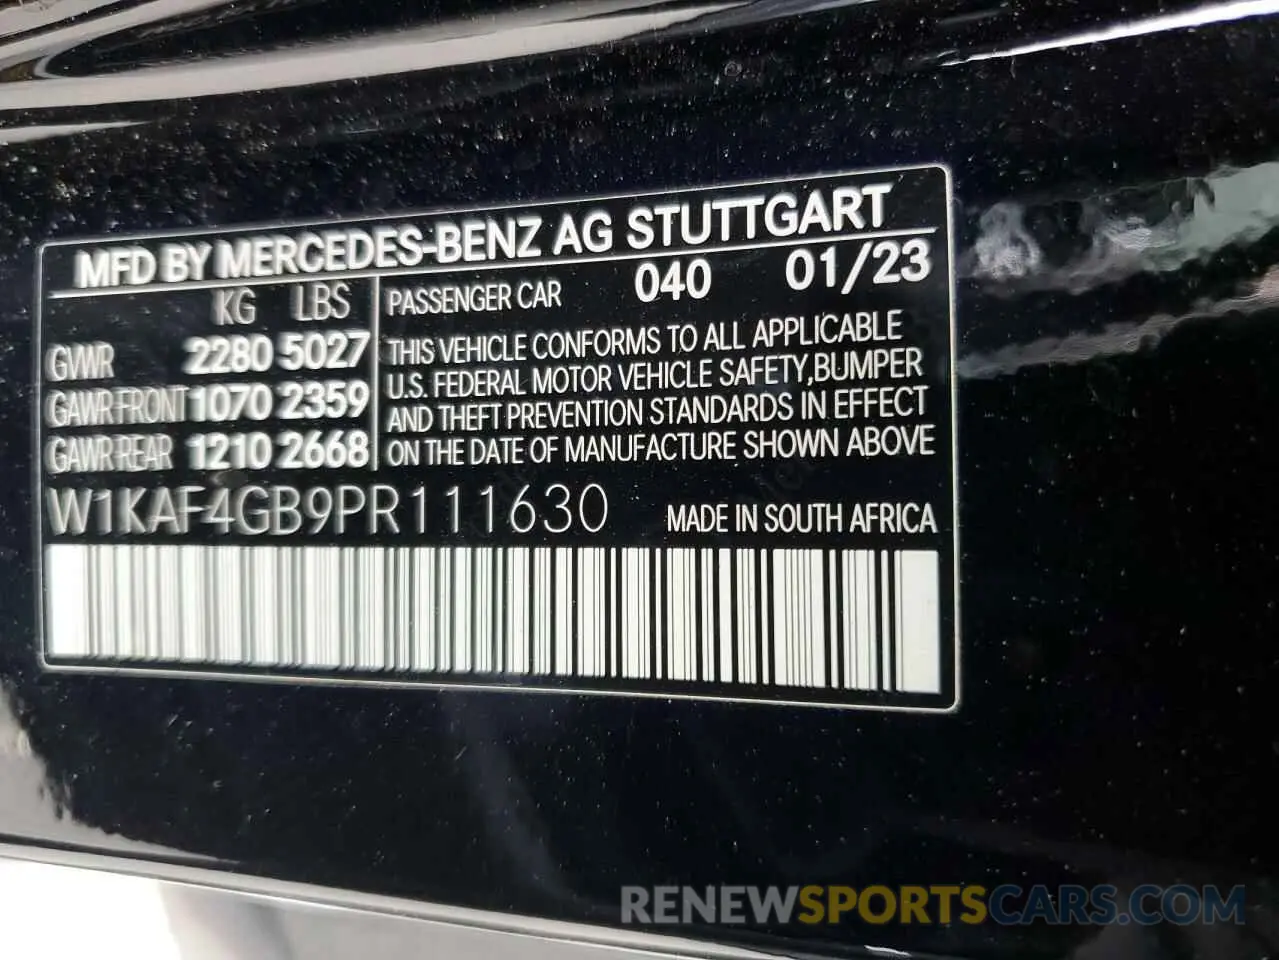 MFD BY MERCEDES-BENZ AG STUTTGART
KG LBS
GVWR 2280 5027
GAWR FRONT 1070 2359
GAWR REAR 1210 2668
PASSENGER CAR 040 01/23
THIS VEHICLE CONFORMS TO ALL APPLICABLE
U.S. FEDERAL MOTOR VEHICLE SAFETY, BUMPER
AND THEFT PREVENTION STANDARDS IN EFFECT
ON THE DATE OF MANUFACTURE SHOWN ABOVE
W1KAF4GB9PR111630 MADE IN SOUTH AFRICA
RENEWSPORTSCARS.COM